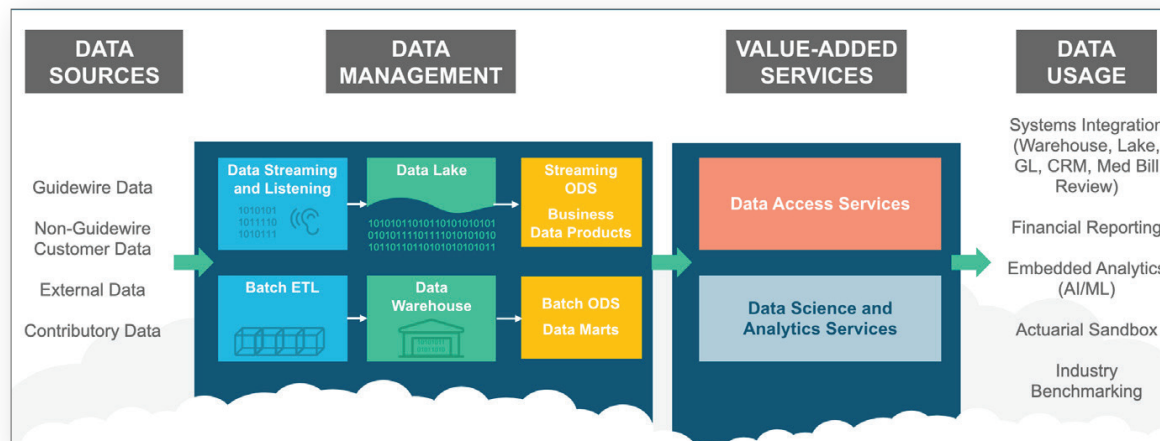 DATA
SOURCES
DATA
MANAGEMENT
VALUE-ADDED
SERVICES
DATA
USAGE
Guidewire Data
Non-Guidewire
Customer Data
External Data
Contributory Data
Data Streaming
and Listening
1010101
1011110
1010111
Data Lake
1010101101011010101010101
0101011110111101010101010
1011011011010101010101011
Streaming
ODS
Business
Data Products
Batch ETL
Data
Warehouse
Batch ODS
Data Marts
Data Access Services
Data Science and
Analytics Services
Systems Integration
(Warehouse, Lake,
GL, CRM, Med Bill
Review)
Financial Reporting
Embedded Analytics
(AI/ML)
Actuarial Sandbox
Industry
Benchmarking